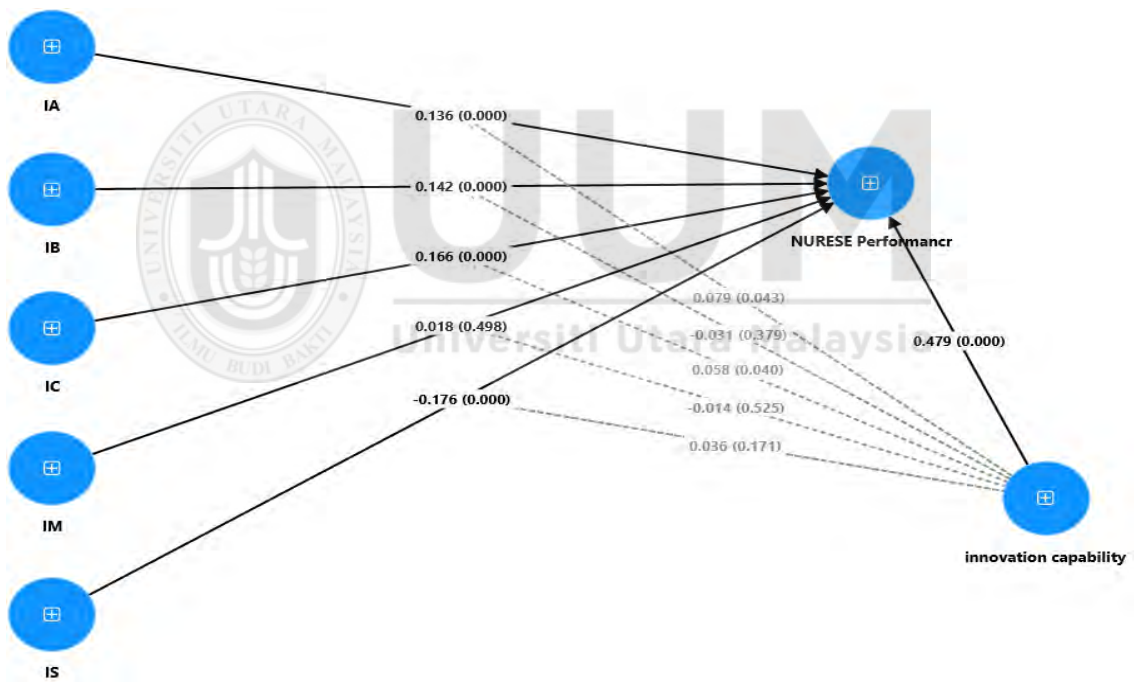 IA
IB
IC
IM
IS
0.136 (0.000)
0.142 (0.000)
0.166 (0.000)
0.018 (0.498)
-0.176 (0.000)
NURESE Performancr
0.079 (0.043)
-0.031 (0.379)
0.058 (0.040)
-0.014 (0.525)
0.036 (0.171)
0.479 (0.000)
innovation capability
UUM
Universiti Utara Malaysia
UNIVERSITI UTARA MALAYSIA
ILMU BUDI BAKTI